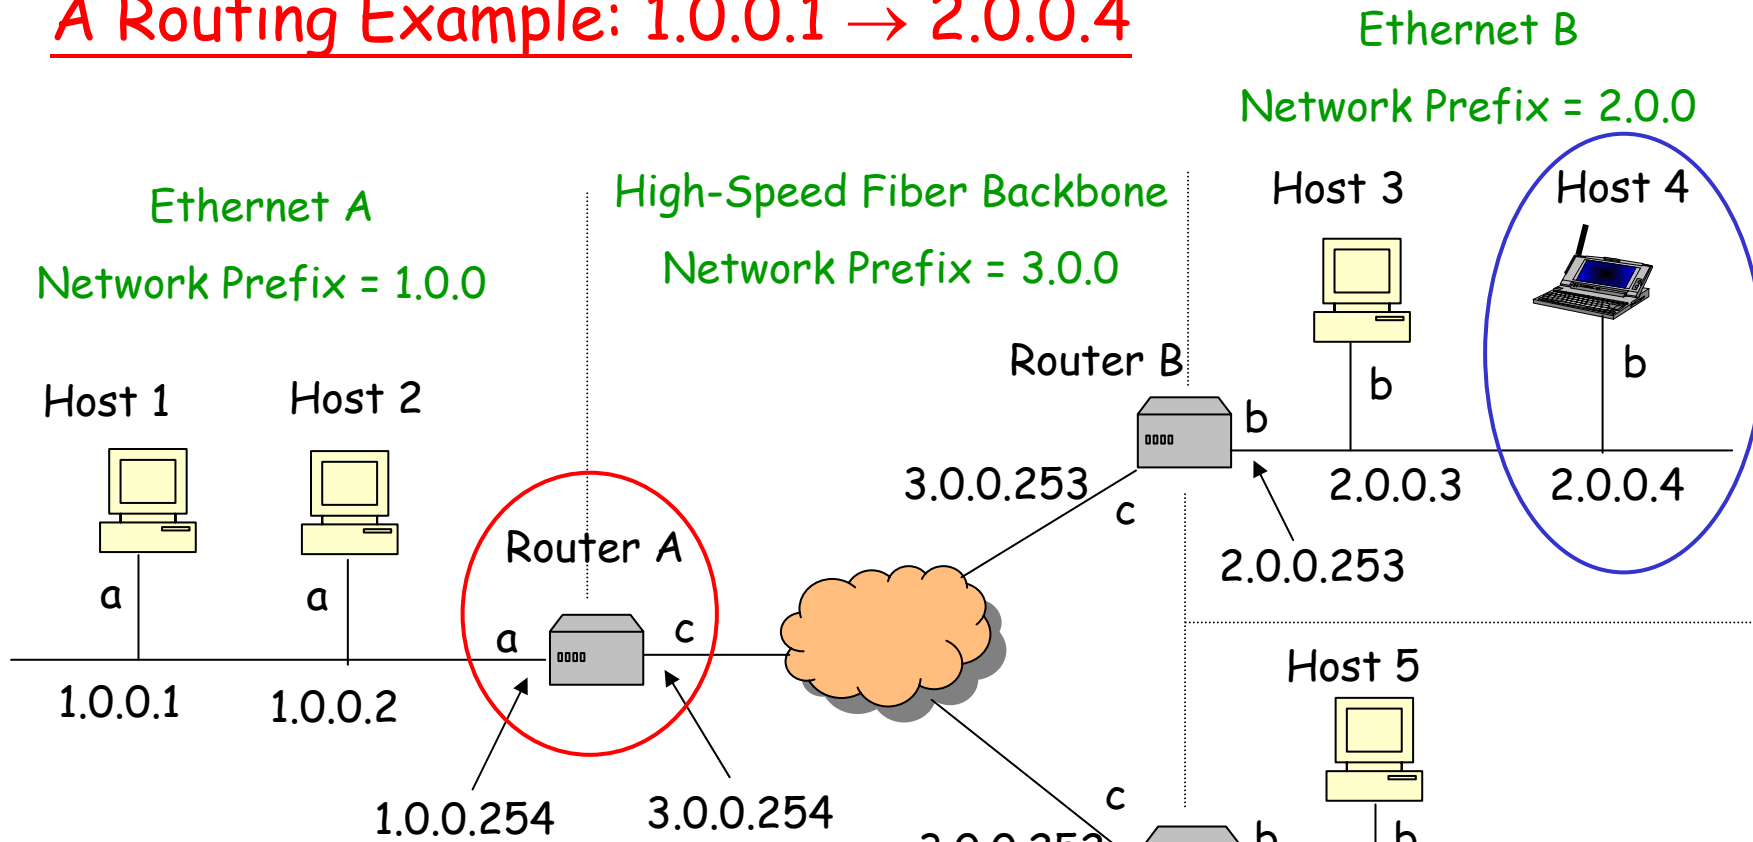 A Routing Example: 1.0.0.1 → 2.0.0.4
Ethernet B
Network Prefix = 2.0.0
Ethernet A
Network Prefix = 1.0.0
High-Speed Fiber Backbone
Network Prefix = 3.0.0
Host 3
Host 4
Router B
b
b
b
Host 1
Host 2
3.0.0.253
c
2.0.0.3
2.0.0.4
2.0.0.253
Router A
a
a
a
c
Host 5
1.0.0.1
1.0.0.2
1.0.0.254
3.0.0.254
c
b
b